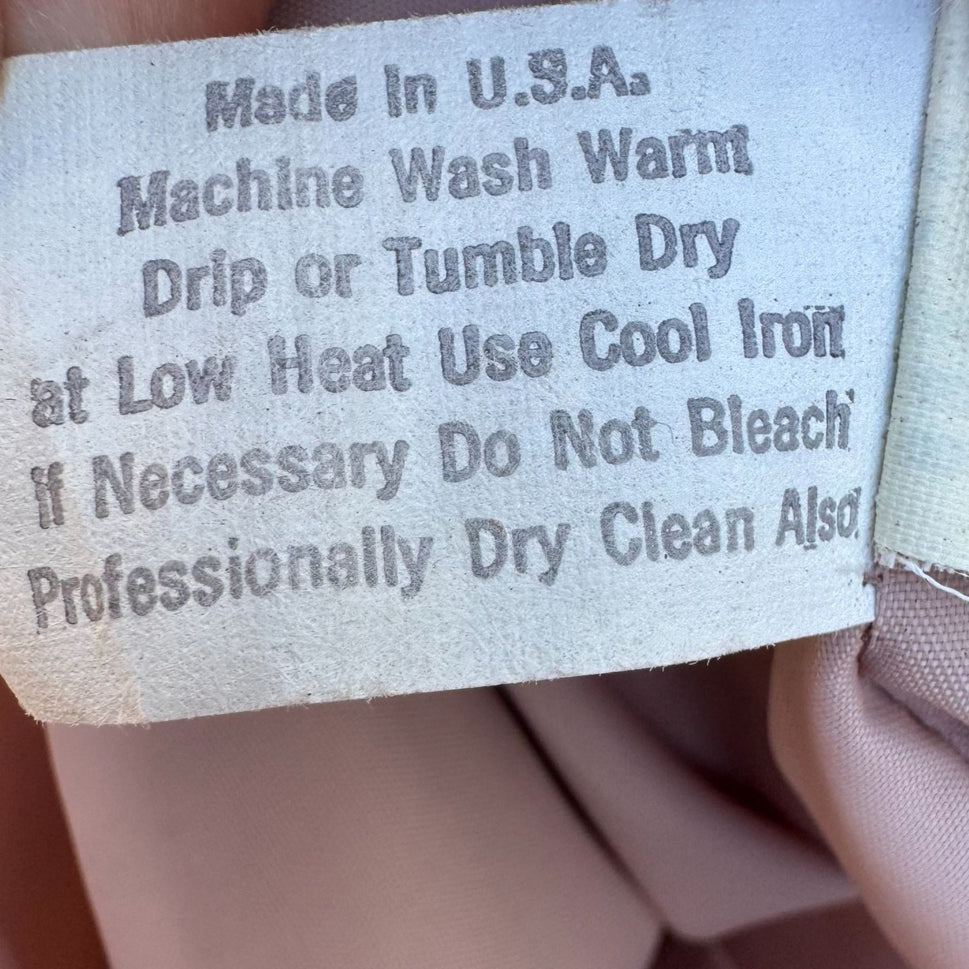 Made In U.S.A.
Machine Wash Warm
Drip or Tumble Dry
at Low Heat Use Cool Iron
If Necessary Do Not Bleach
Professionally Dry Clean Also